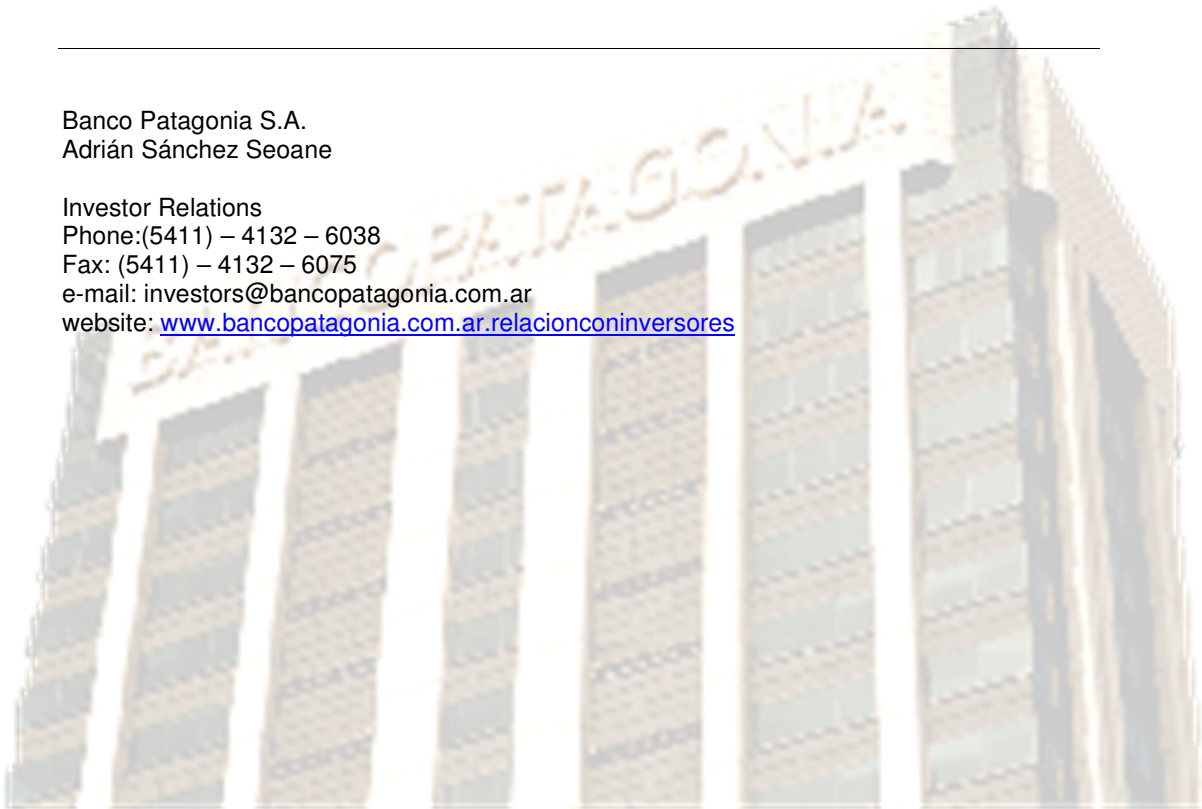 Banco Patagonia S.A.
Adrián Sánchez Seoane
Investor Relations
Phone:(5411) – 4132 – 6038
Fax: (5411) – 4132 – 6075
e-mail: investors@bancopatagonia.com.ar
website: www.bancopatagonia.com.ar.relacionconinversores
BANCO PATAGONIA